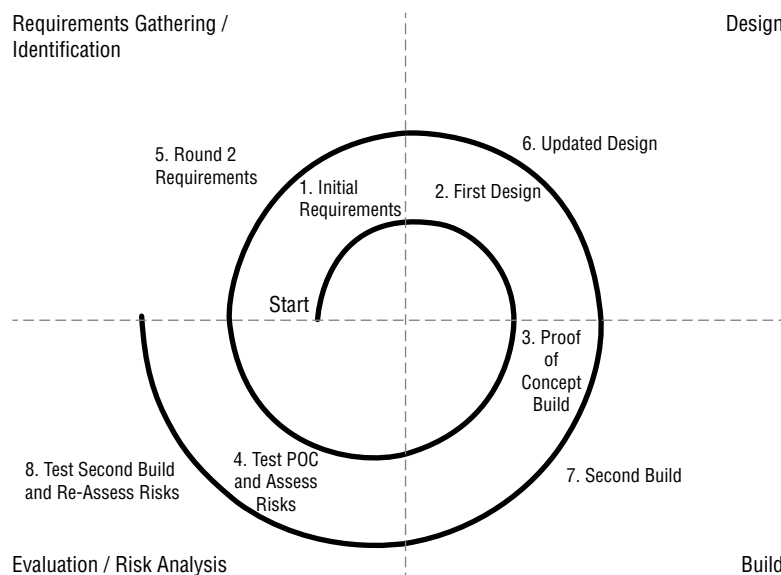 Requirements Gathering /
Identification
Design
5. Round 2
Requirements
6. Updated Design
1. Initial
Requirements
2. First Design
Start
3. Proof
of
Concept
Build
4. Test POC
and Assess
Risks
7. Second Build
8. Test Second Build
and Re-Assess Risks
Evaluation / Risk Analysis
Build